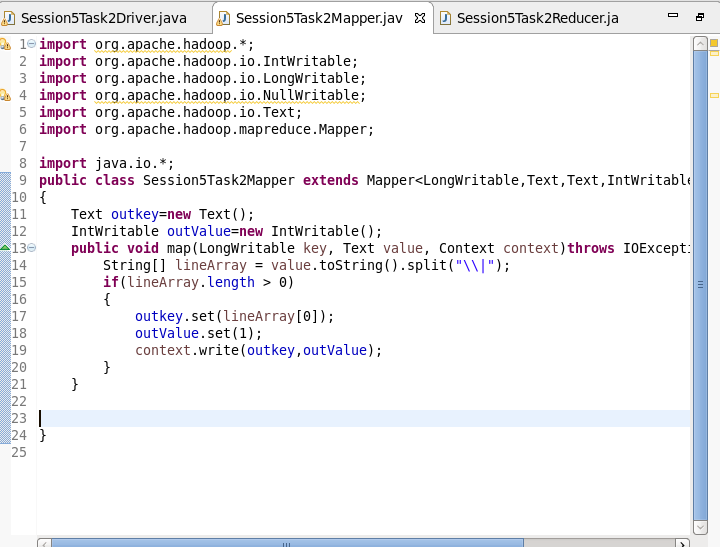 Session5Task2Driver.java Session5Task2Mapper.jav Session5Task2Reducer.ja
1 import org.apache.hadoop.*;
2 import org.apache.hadoop.io.IntWritable;
3 import org.apache.hadoop.io.LongWritable;
4 import org.apache.hadoop.io.NullWritable;
5 import org.apache.hadoop.io.Text;
6 import org.apache.hadoop.mapreduce.Mapper;
7
8 import java.io.*;
9 public class Session5Task2Mapper extends Mapper<LongWritable,Text,Text,IntWritable
10 {
11     Text outkey=new Text();
12     IntWritable outValue=new IntWritable();
13     public void map(LongWritable key, Text value, Context context)throws IOExcepti
14         String[] lineArray = value.toString().split("\\|");
15         if(lineArray.length > 0)
16         {
17             outkey.set(lineArray[0]);
18             outValue.set(1);
19             context.write(outkey,outValue);
20         }
21     }
22
23
24 }
25